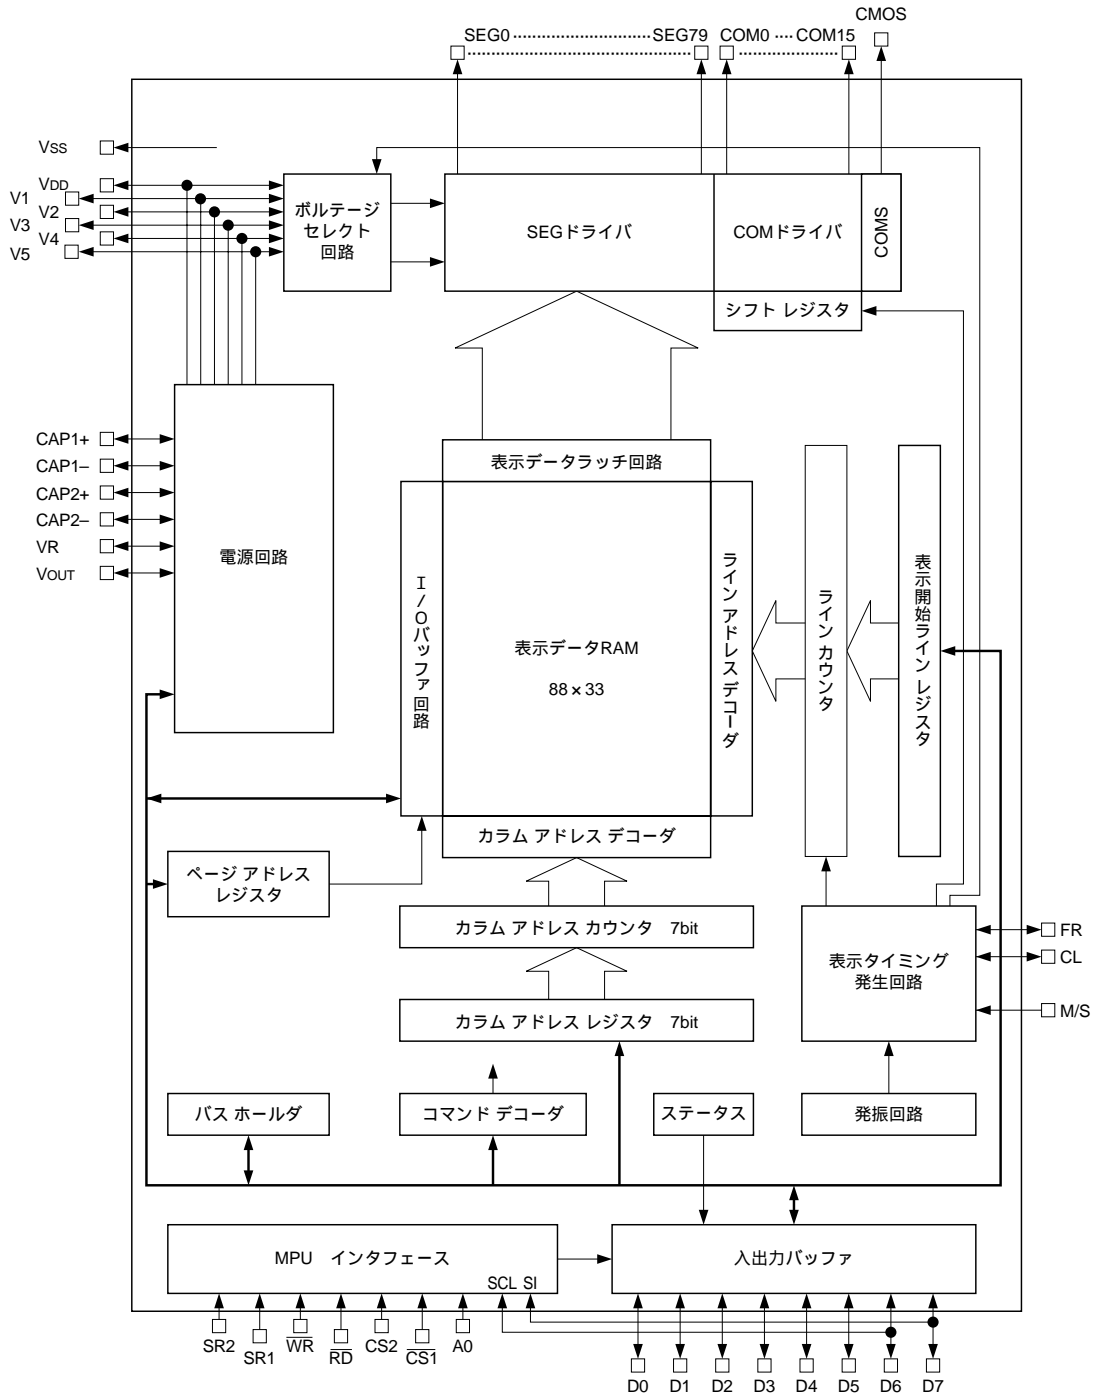 CMOS
SEG0 ···························· SEG79 COM0 ···· COM15
VSS
VDD
V1
V2
V3
V4
V5
ボルテージ
セレクト
回路
SEGドライバ
COMドライバ
COMS
シフト レジスタ
CAP1+
CAP1–
CAP2+
CAP2–
VR
VOUT
電源回路
表示データラッチ回路
I/Oバッファ回路
表示データRAM
88×33
ライン アドレス デコーダ
ライン カウンタ
表示開始ライン レジスタ
カラム アドレス デコーダ
ページ アドレス
レジスタ
カラム アドレス カウンタ 7bit
カラム アドレス レジスタ 7bit
表示タイミング
発生回路
FR
CL
M/S
バス ホールダ
コマンド デコーダ
ステータス
発振回路
MPU インタフェース
SCL SI
入出力バッファ
SR2
SR1
WR
RD
CS2
CS1
A0
D0 D1 D2 D3 D4 D5 D6 D7